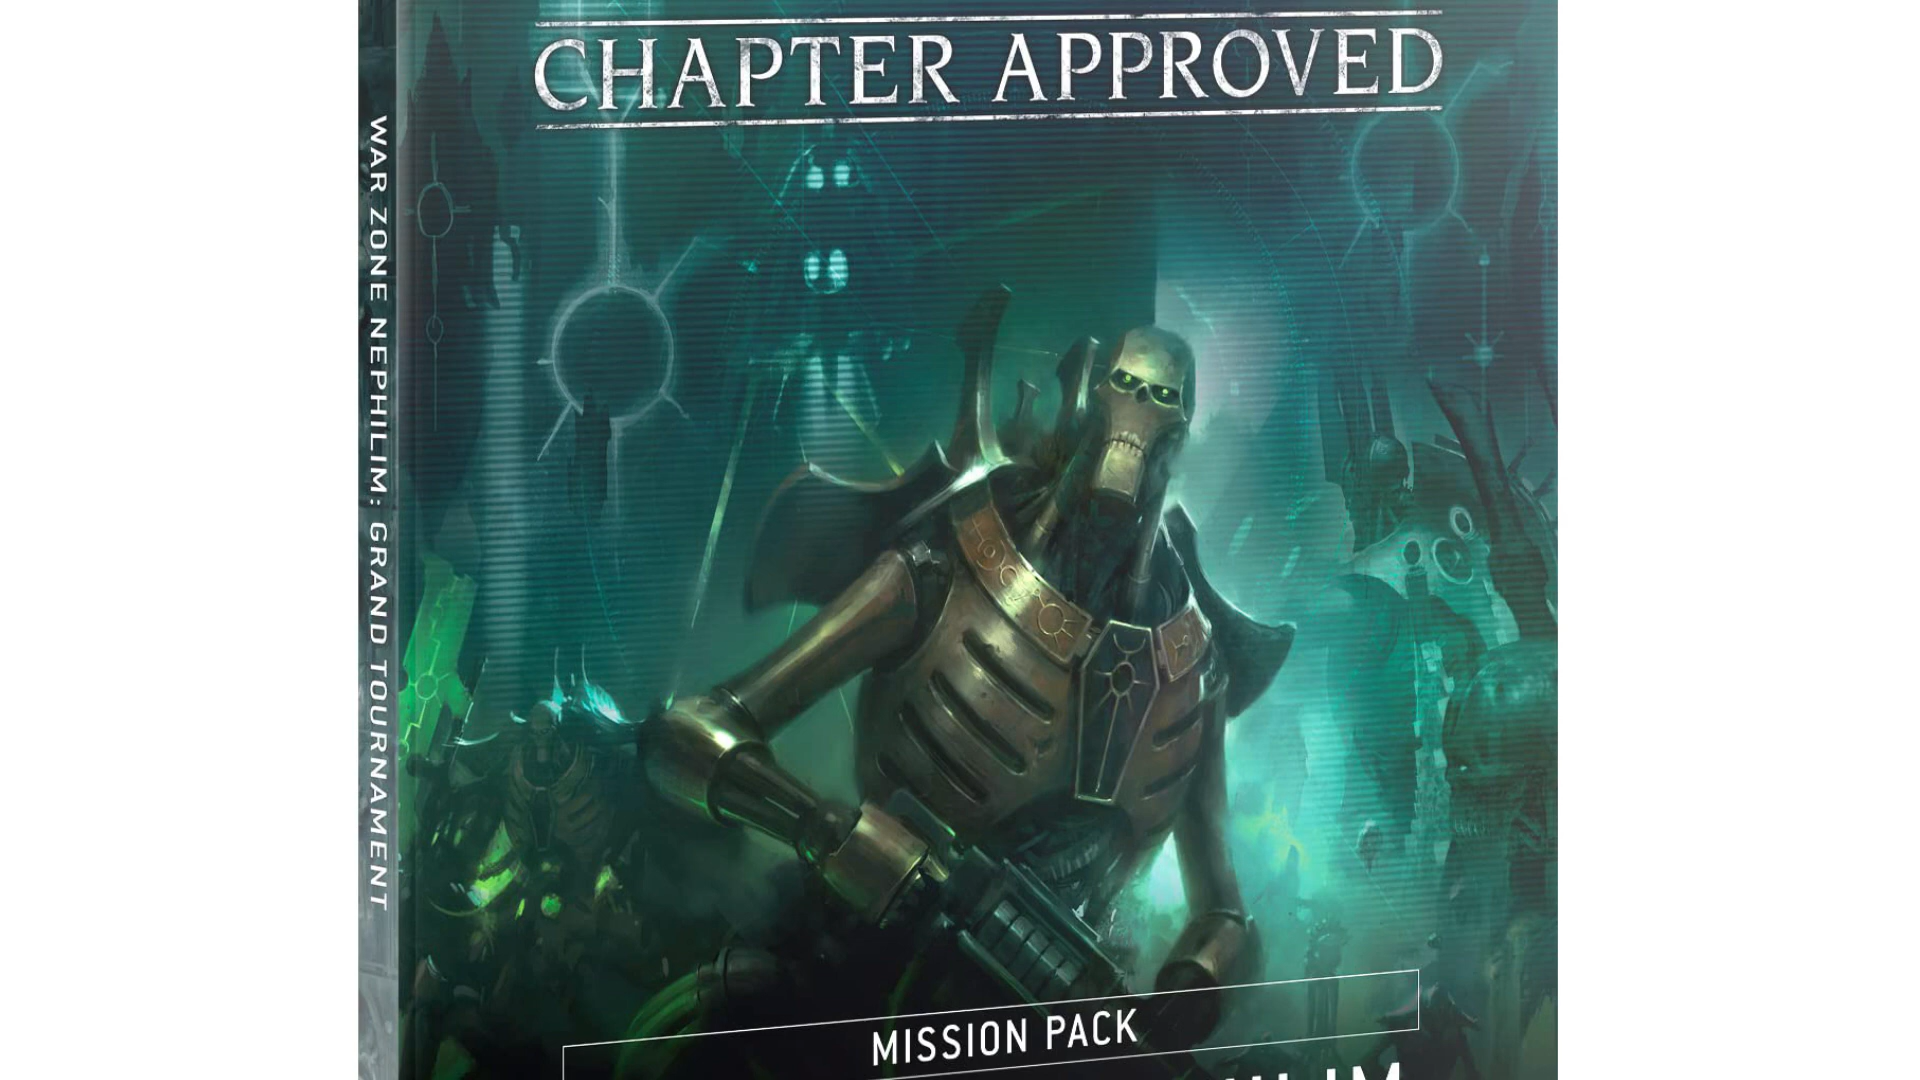 CHAPTER APPROVED
WAR ZONE NEPHILIM: GRAND TOURNAMENT
MISSION PACK